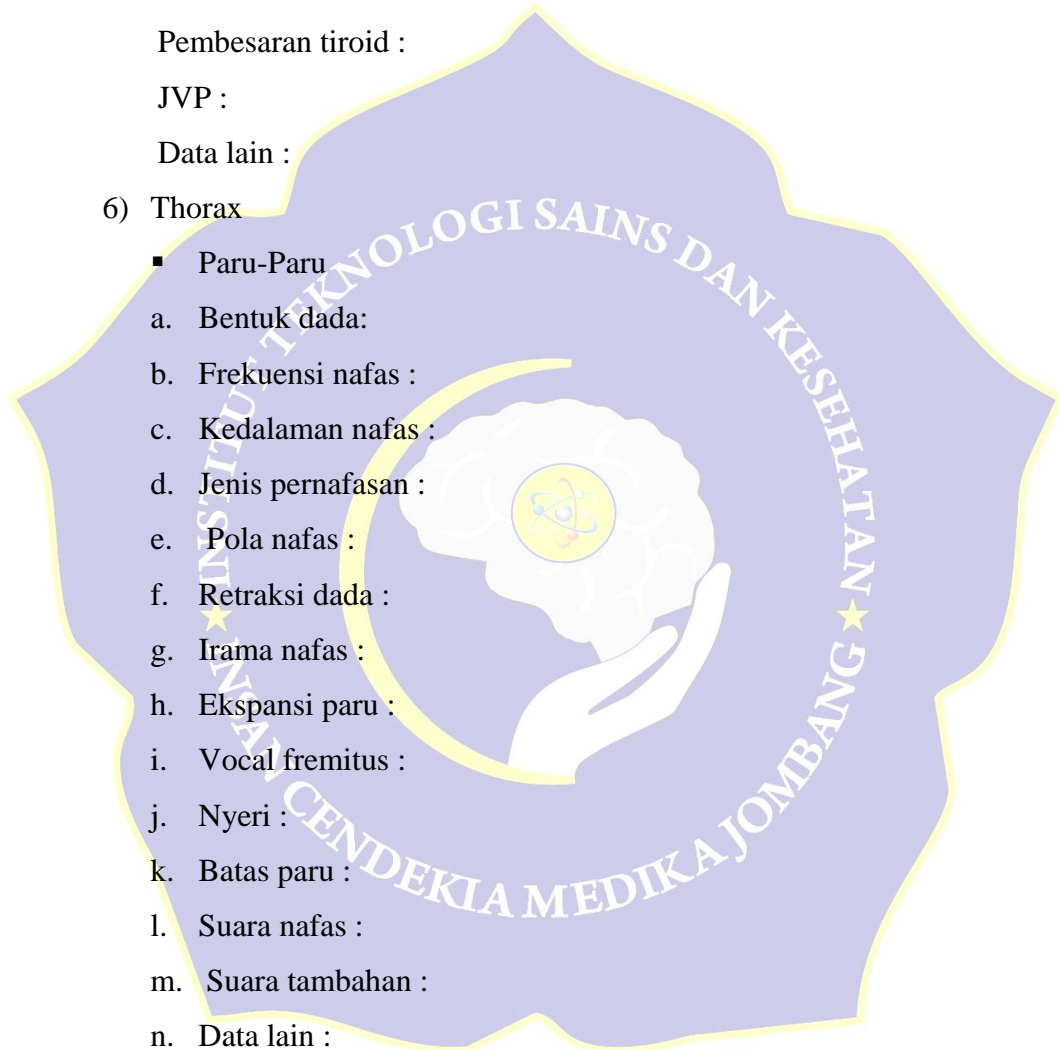 Pembesaran tiroid :
JVP :
Data lain :
6) Thorax
▪ Paru-Paru
a. Bentuk dada:
b. Frekuensi nafas :
c. Kedalaman nafas :
d. Jenis pernafasan :
e. Pola nafas :
f. Retraksi dada :
g. Irama nafas :
h. Ekspansi paru :
i. Vocal fremitus :
j. Nyeri :
k. Batas paru :
l. Suara nafas :
m. Suara tambahan :
n. Data lain :
INSTITUT TEKNOLOGI SAINS DAN KESEHATAN
★ INSAN CENDEKIA MEDIKA JOMBANG ★